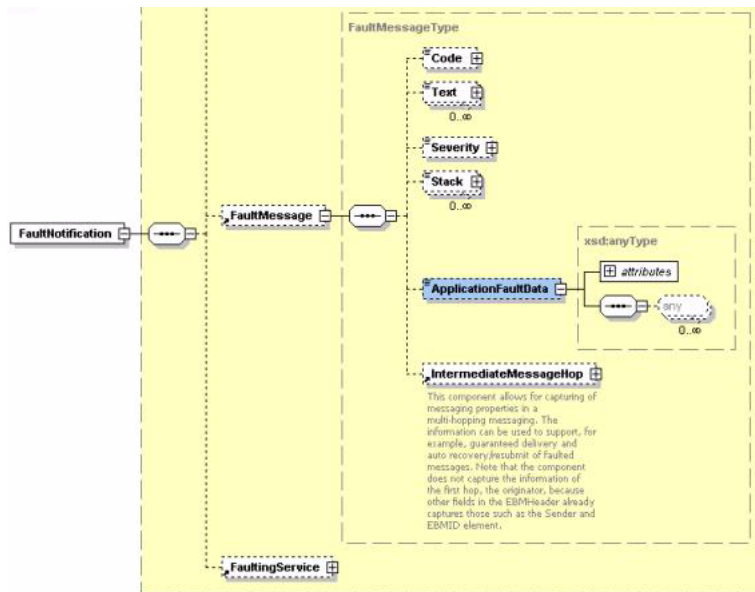 FaultMessageType
Code
Text
0..∞
Severity
Stack
0..∞
FaultMessage
FaultNotification
xsd:anyType
attributes
ApplicationFaultData
any
0..∞
IntermediateMessageHop
This component allows for capturing of
messaging properties in a
multi-hopping messaging. The
information can be used to support, for
example, guaranteed delivery and
auto recovery/resubmit of faulted
messages. Note that the component
does not capture the information of
the first hop, the originator, because
other fields in the EBMHeader already
captures those such as the Sender and
EBMID element.
FaultingService